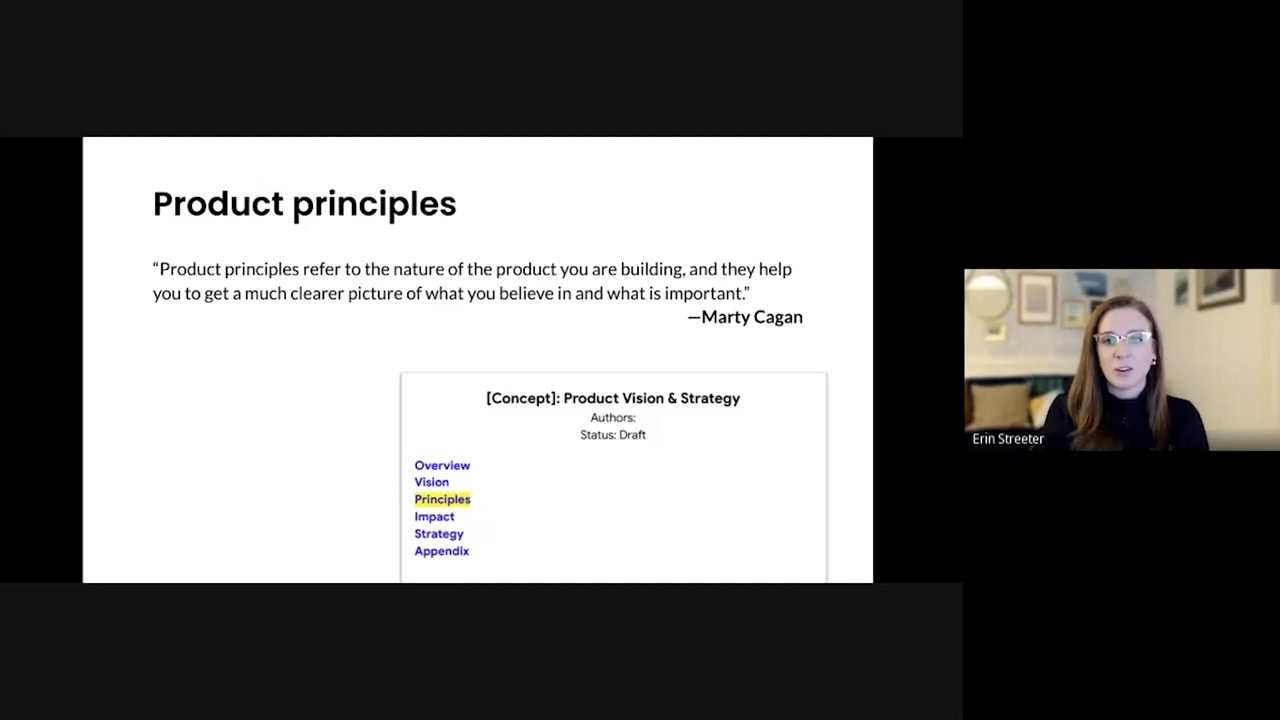 Product principles
“Product principles refer to the nature of the product you are building, and they help
you to get a much clearer picture of what you believe in and what is important.”
—Marty Cagan
[Concept]: Product Vision & Strategy
Authors:
Status: Draft
Overview
Vision
Principles
Impact
Strategy
Appendix
Erin Streeter